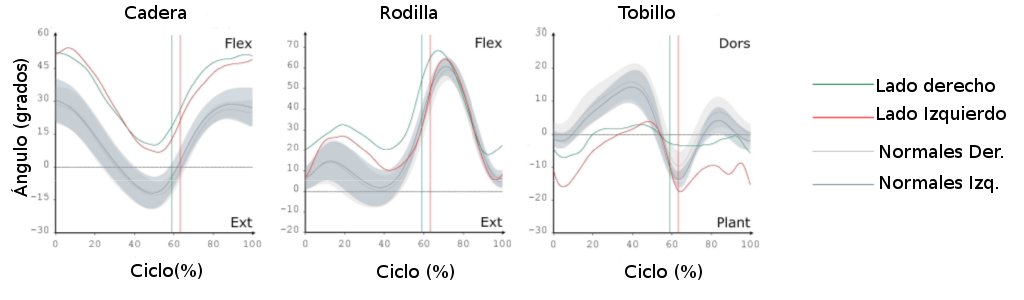 Cadera
Rodilla
Tobillo
Ángulo (grados)
60
45
30
15
0
−15
−30
Flex
Ext
0 20 40 60 80 100
Ciclo(%)
70
60
50
40
30
20
10
0
−10
−20
Flex
Ext
0 20 40 60 80 100
Ciclo (%)
30
20
10
0
−10
−20
−30
Dors
Plant
0 20 40 60 80 100
Ciclo (%)
Lado derecho
Lado Izquierdo
Normales Der.
Normales Izq.